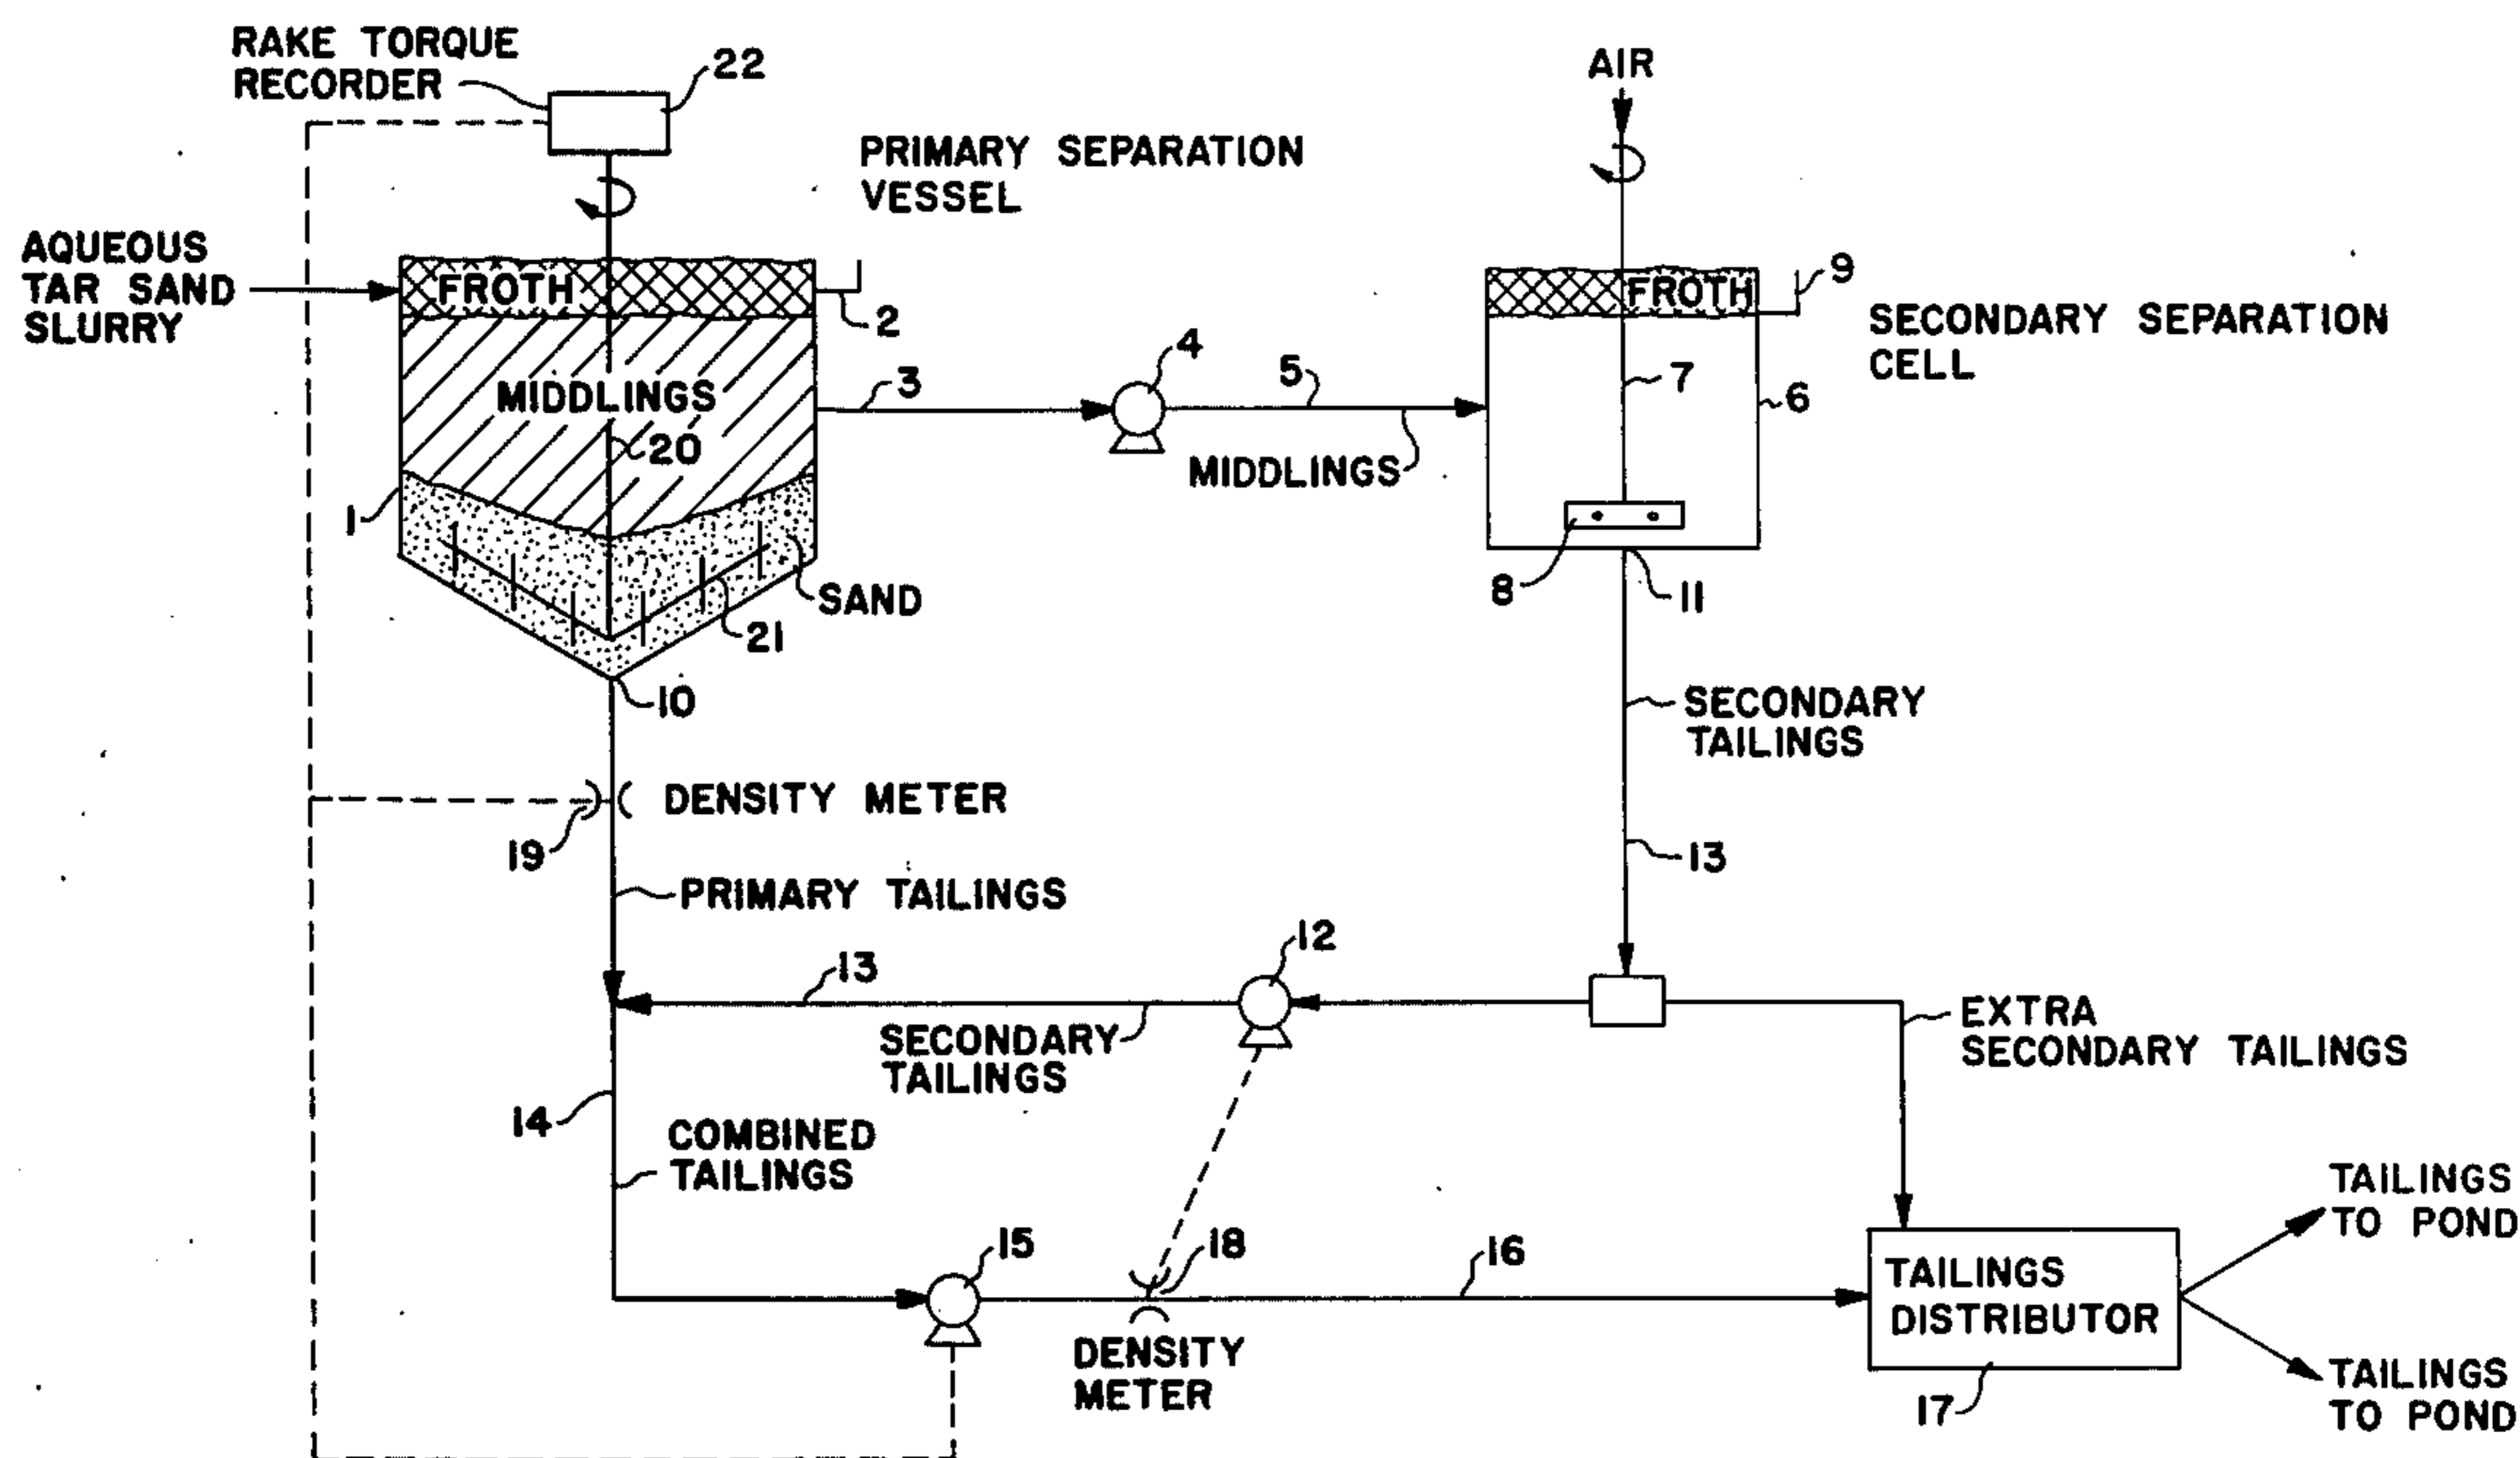 RAKE TORQUE
RECORDER
22
AIR
PRIMARY SEPARATION
VESSEL
AQUEOUS
TAR SAND
SLURRY
FROTH
2
FROTH
9
SECONDARY SEPARATION
CELL
MIDDLINGS
3
4
5
7
6
20
MIDDLINGS
1
SAND
21
8
11
10
SECONDARY
TAILINGS
DENSITY METER
19
13
PRIMARY TAILINGS
13
12
SECONDARY
TAILINGS
EXTRA
SECONDARY TAILINGS
14
COMBINED
TAILINGS
15
18
16
DENSITY
METER
TAILINGS
DISTRIBUTOR
17
TAILINGS
TO POND
TAILINGS
TO POND